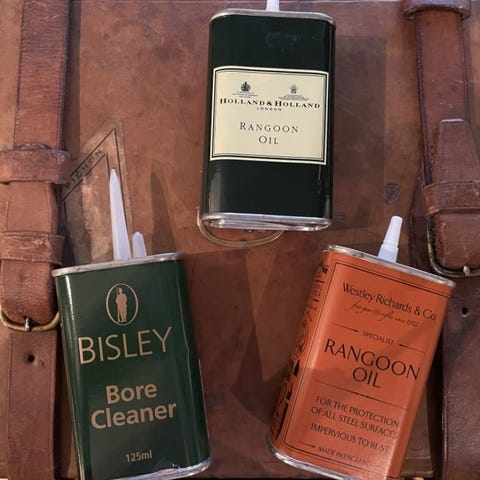 HOLLAND & HOLLAND
LONDON
RANGOON
OIL
BISLEY
Bore
Cleaner
125ml
Westley Richards & Co
SPECIALIST
RANGOON
OIL
FOR THE PROTECTION
OF ALL STEEL SURFACES
IMPERVIOUS TO RUST
MADE IN ENGLAND